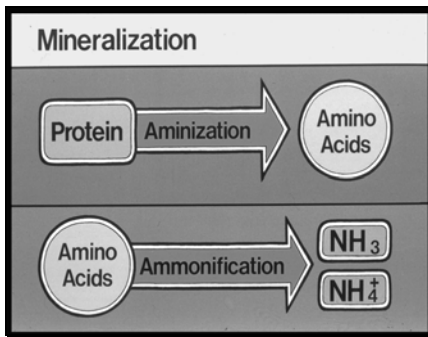 Mineralization
Protein Aminization Amino
Acids
Amino
Acids Ammonification NH3
NH4+